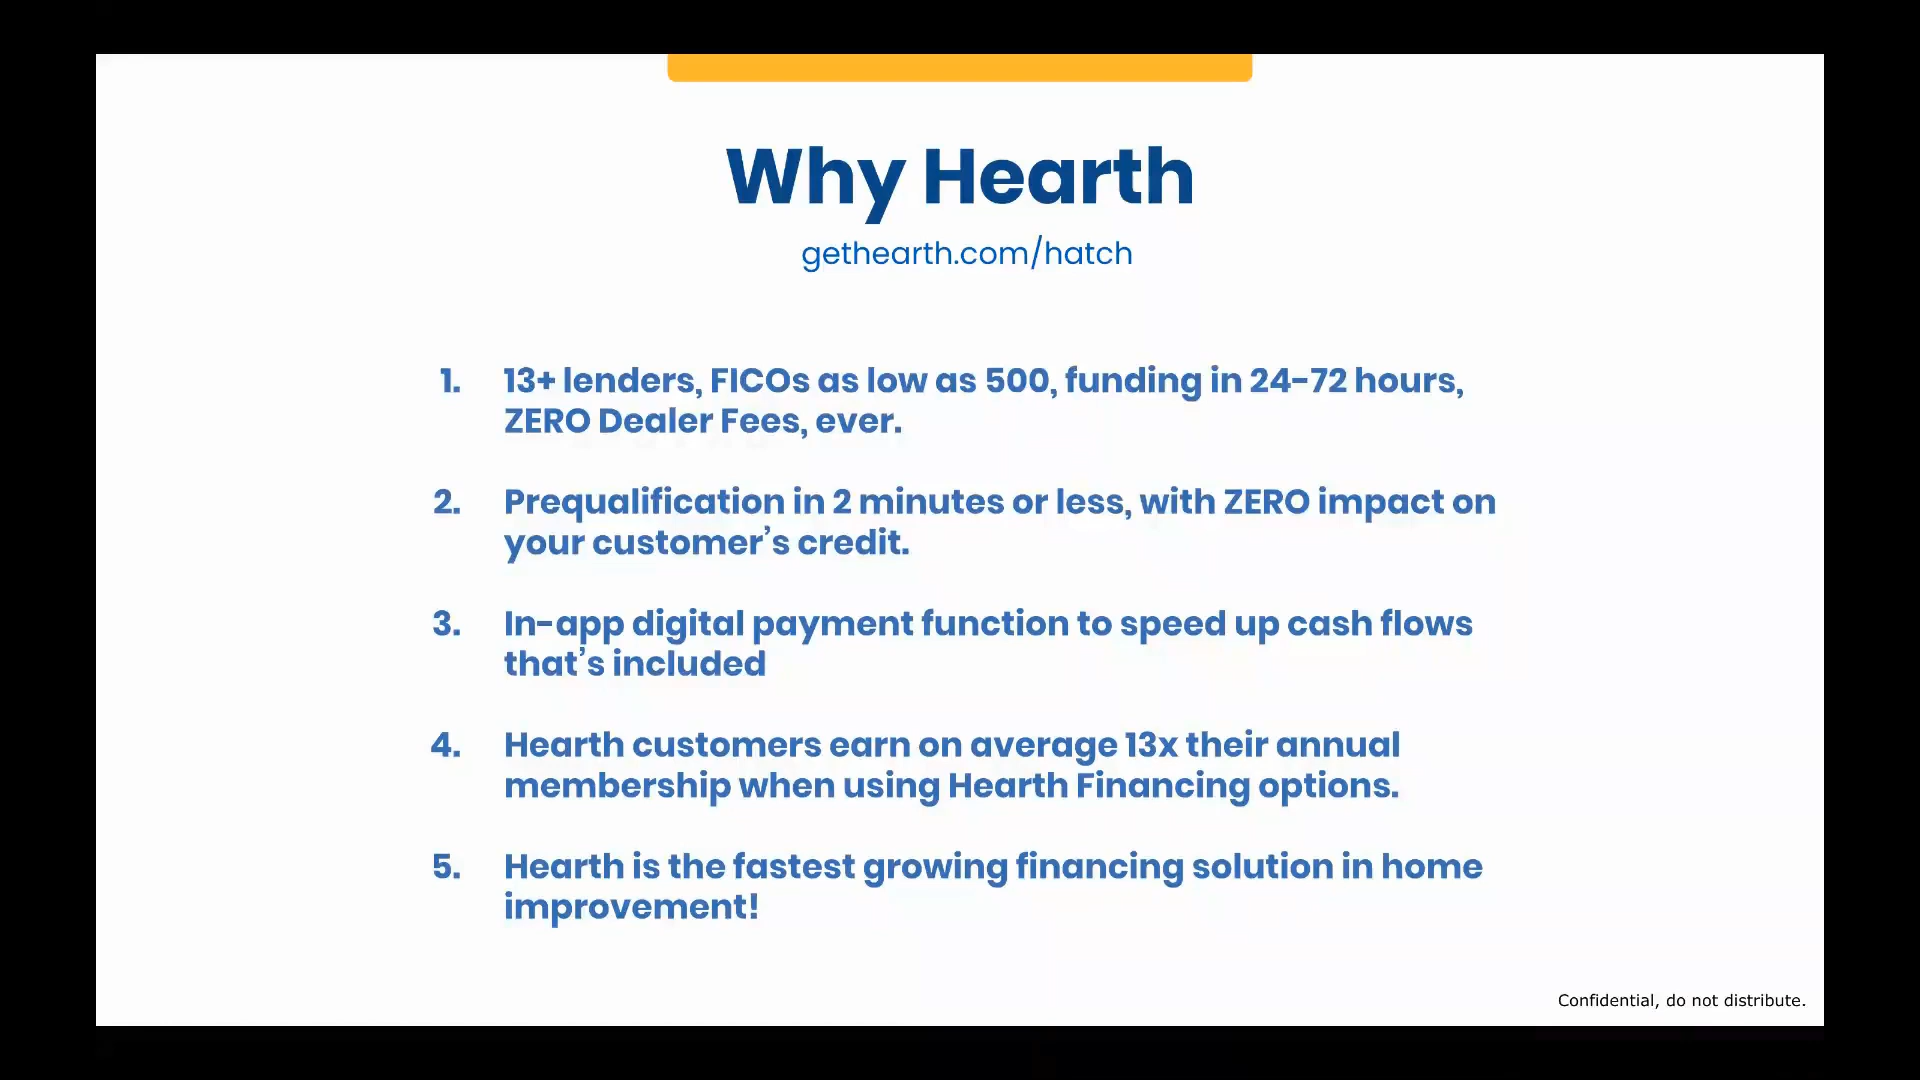 Why Hearth
gethearth.com/hatch
1. 13+ lenders, FICOs as low as 500, funding in 24-72 hours,
ZERO Dealer Fees, ever.
2. Prequalification in 2 minutes or less, with ZERO impact on
your customer’s credit.
3. In-app digital payment function to speed up cash flows
that’s included
4. Hearth customers earn on average 13x their annual
membership when using Hearth Financing options.
5. Hearth is the fastest growing financing solution in home
improvement!
Confidential, do not distribute.